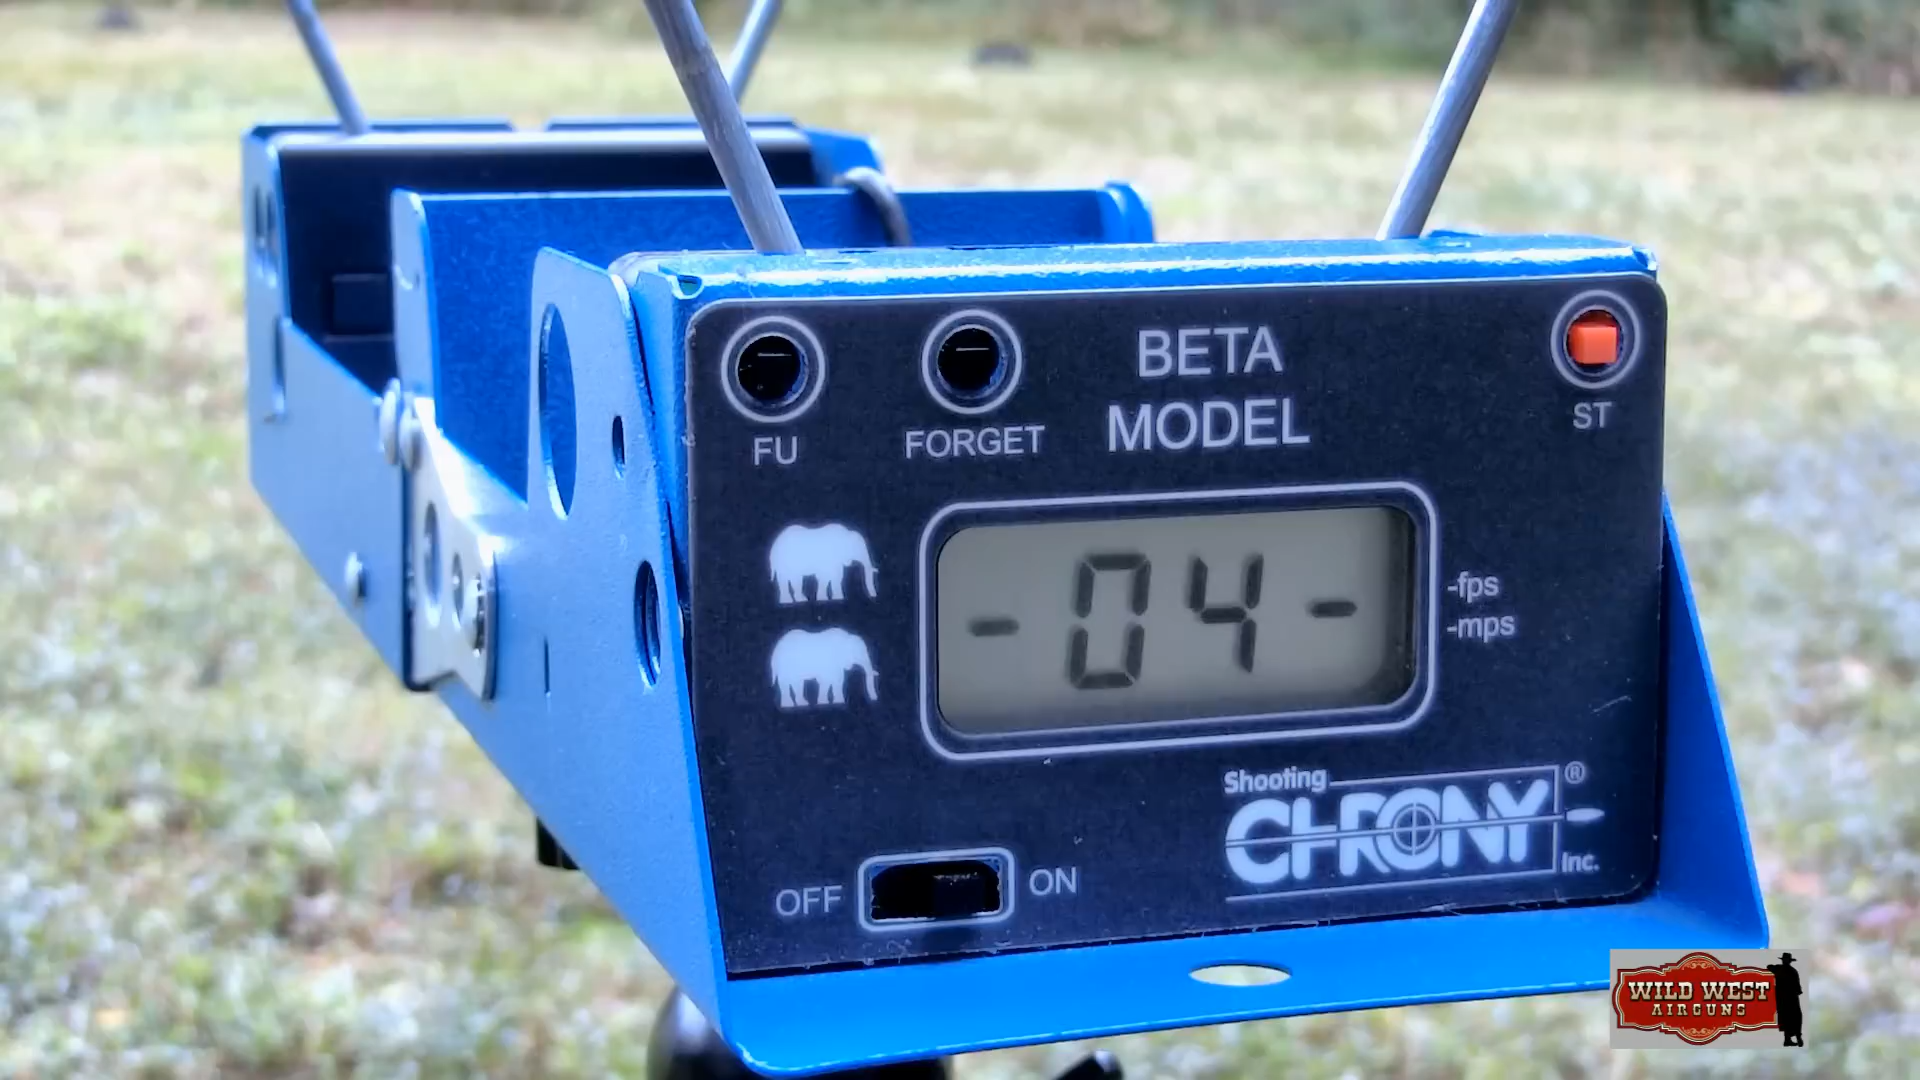 FU
FORGET
BETA
MODEL
ST
-04-
-fps
-mps
Shooting
CHRONY®
Inc.
OFF
ON
WILD WEST
AIRGUNS